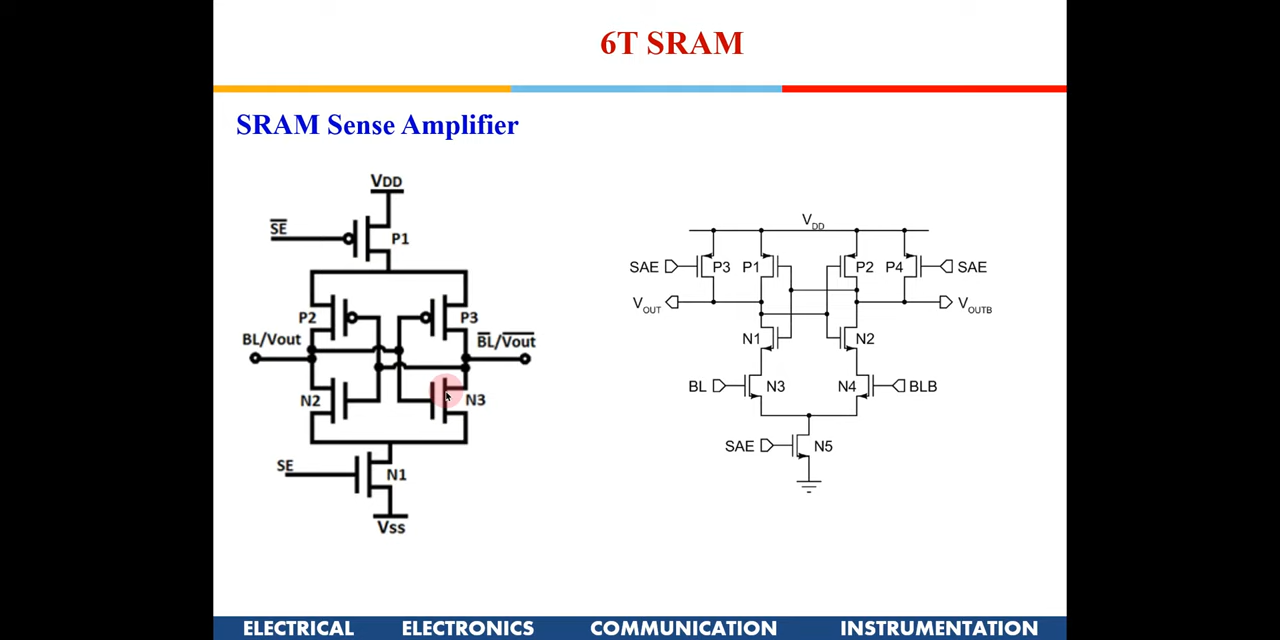 6T SRAM
SRAM Sense Amplifier
VDD
SE
P1
P2
P3
BL/Vout
BL/Vout
N2
N3
SE
N1
Vss
VDD
SAE
P3
P1
P2
P4
SAE
VOUT
VOUTB
N1
N2
BL
N3
N4
BLB
SAE
N5
ELECTRICAL ELECTRONICS COMMUNICATION INSTRUMENTATION